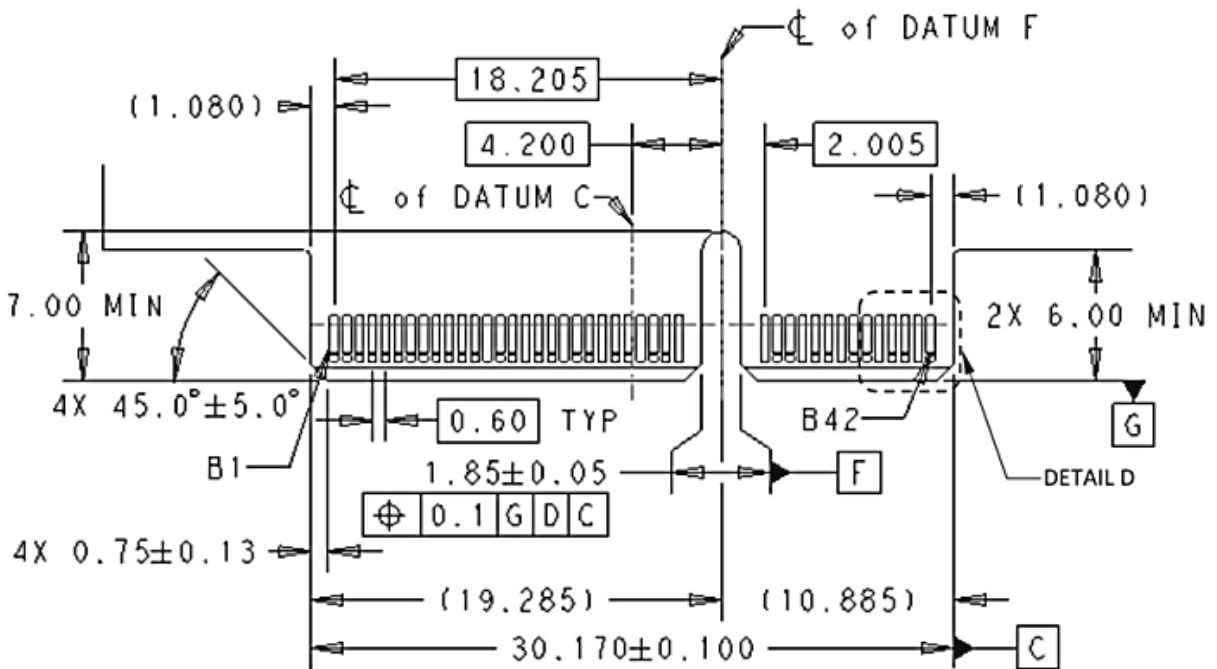 ℄ of DATUM F
18.205
(1.080)
4.200
2.005
℄ of DATUM C
(1.080)
7.00 MIN
2X 6.00 MIN
4X 45.0°±5.0°
0.60 TYP
B42
G
B1
1.85±0.05
F
DETAIL D
⌖ 0.1 G D C
4X 0.75±0.13
(19.285)
(10.885)
30.170±0.100
C